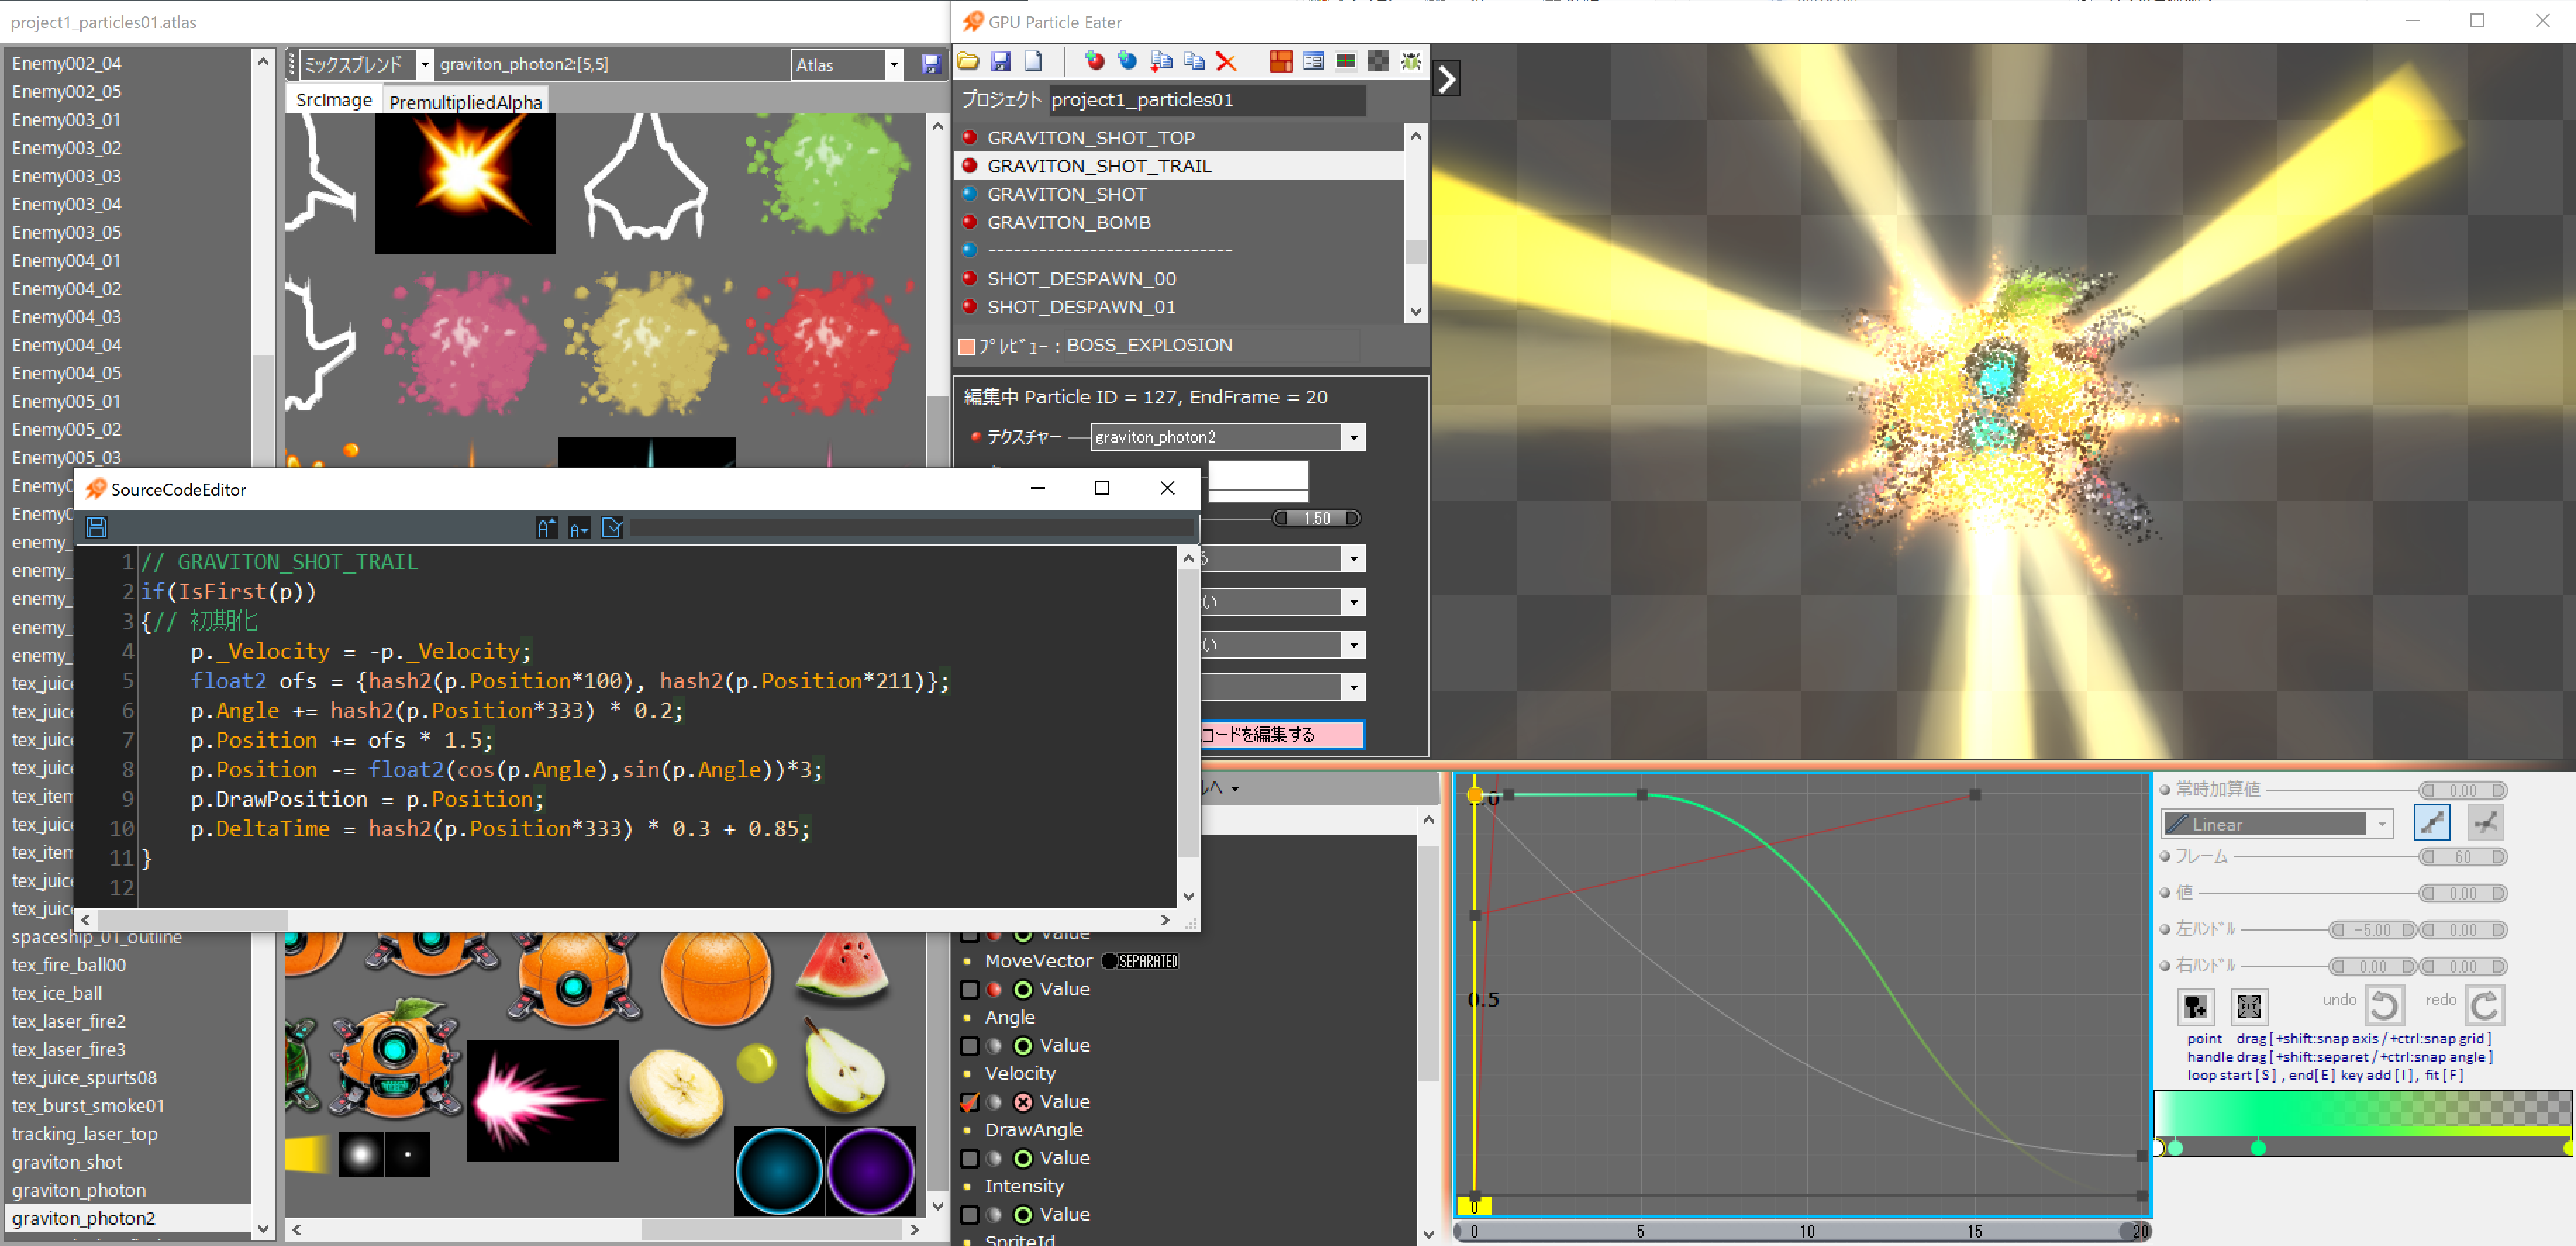 project1_particles01.atlas
Enemy002_04
Enemy002_05
Enemy003_01
Enemy003_02
Enemy003_03
Enemy003_04
Enemy003_05
Enemy004_01
Enemy004_02
Enemy004_03
Enemy004_04
Enemy004_05
Enemy005_01
Enemy005_02
Enemy005_03
spaceship_01_outline
tex_fire_ball00
tex_ice_ball
tex_laser_fire2
tex_laser_fire3
tex_juice_spurts08
tex_burst_smoke01
tracking_laser_top
graviton_shot
graviton_photon
graviton_photon2
ミックスブレンド
graviton_photon2:[5,5]
Atlas
SrcImage
PremultipliedAlpha
SourceCodeEditor
1 // GRAVITON_SHOT_TRAIL
2 if(IsFirst(p))
3 {// 初期化
4 p._Velocity = -p._Velocity;
5 float2 ofs = {hash2(p.Position*100), hash2(p.Position*211)};
6 p.Angle += hash2(p.Position*333) * 0.2;
7 p.Position += ofs * 1.5;
8 p.Position -= float2(cos(p.Angle),sin(p.Angle))*3;
9 p.DrawPosition = p.Position;
10 p.DeltaTime = hash2(p.Position*333) * 0.3 + 0.85;
11 }
12
GPU Particle Eater
プロジェクト project1_particles01
GRAVITON_SHOT_TOP
GRAVITON_SHOT_TRAIL
GRAVITON_SHOT
GRAVITON_BOMB
----------------------------
SHOT_DESPAWN_00
SHOT_DESPAWN_01
ﾌﾟﾚﾋﾞｭｰ : BOSS_EXPLOSION
編集中 Particle ID = 127, EndFrame = 20
テクスチャー graviton_photon2
1.50
コードを編集する
Value
MoveVector SEPARATED
Value
Angle
Value
Velocity
Value
DrawAngle
Value
Intensity
Value
SpriteId
0.5
0
0 5 10 15 20
常時加算値 0.00
Linear
フレーム 60
値 0.00
左ﾊﾝﾄﾞﾙ -5.00 0.00
右ﾊﾝﾄﾞﾙ 0.00 0.00
FIT undo redo
point drag [ +shift:snap axis / +ctrl:snap grid ]
handle drag [ +shift:separet / +ctrl:snap angle ]
loop start [ S ] , end[ E ] key add [ I ] , fit [ F ]